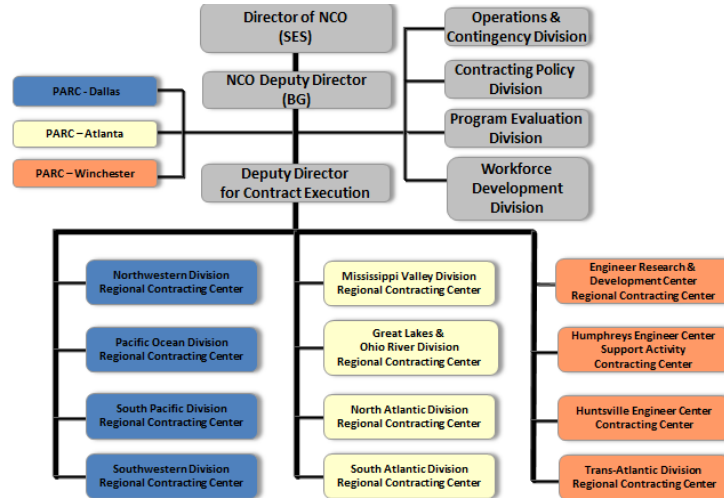 Director of NCO
(SES)
Operations &
Contingency Division
NCO Deputy Director
(BG)
Contracting Policy
Division
PARC - Dallas
PARC – Atlanta
PARC – Winchester
Program Evaluation
Division
Deputy Director
for Contract Execution
Workforce
Development
Division
Northwestern Division
Regional Contracting Center
Pacific Ocean Division
Regional Contracting Center
South Pacific Division
Regional Contracting Center
Southwestern Division
Regional Contracting Center
Mississippi Valley Division
Regional Contracting Center
Great Lakes &
Ohio River Division
Regional Contracting Center
North Atlantic Division
Regional Contracting Center
South Atlantic Division
Regional Contracting Center
Engineer Research &
Development Center
Regional Contracting Center
Humphreys Engineer Center
Support Activity
Contracting Center
Huntsville Engineer Center
Contracting Center
Trans-Atlantic Division
Regional Contracting Center